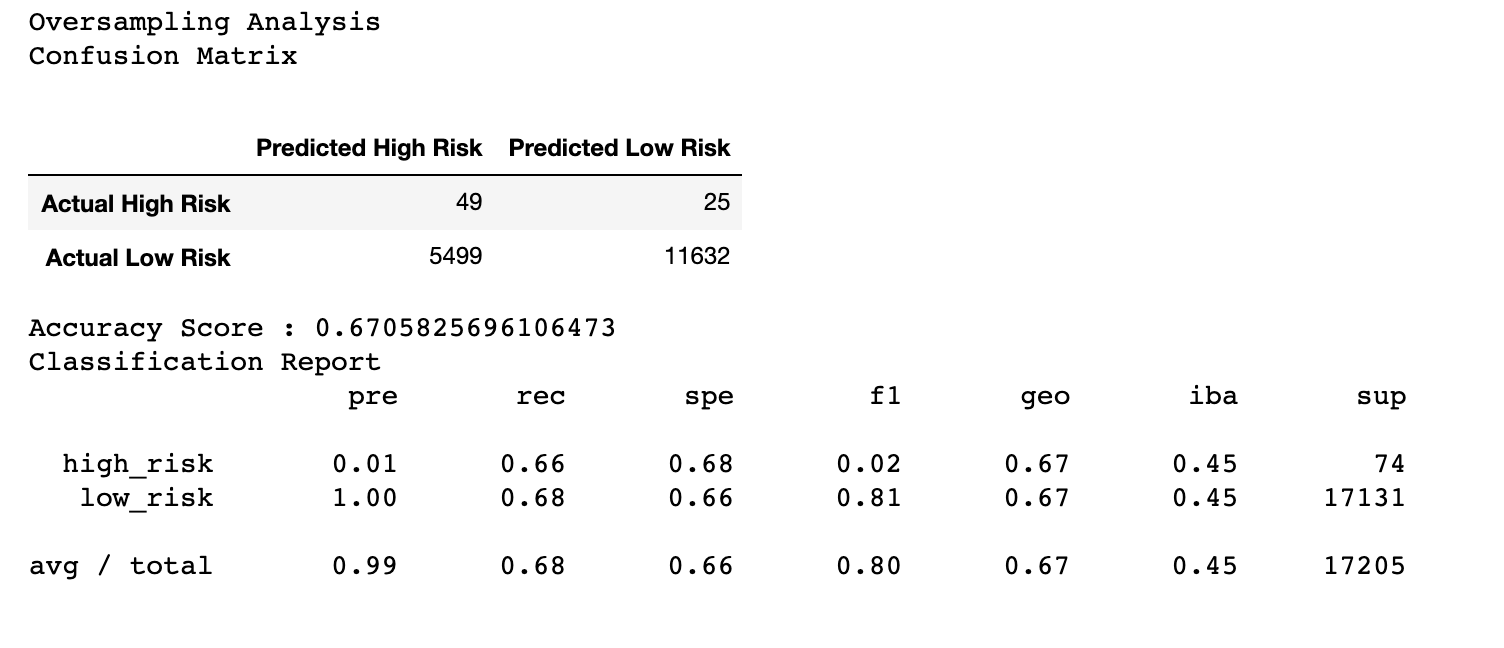 Oversampling Analysis
Confusion Matrix
Predicted High Risk Predicted Low Risk
Actual High Risk 49 25
Actual Low Risk 5499 11632
Accuracy Score : 0.6705825696106473
Classification Report
pre rec spe f1 geo iba sup
high_risk 0.01 0.66 0.68 0.02 0.67 0.45 74
low_risk 1.00 0.68 0.66 0.81 0.67 0.45 17131
avg / total 0.99 0.68 0.66 0.80 0.67 0.45 17205